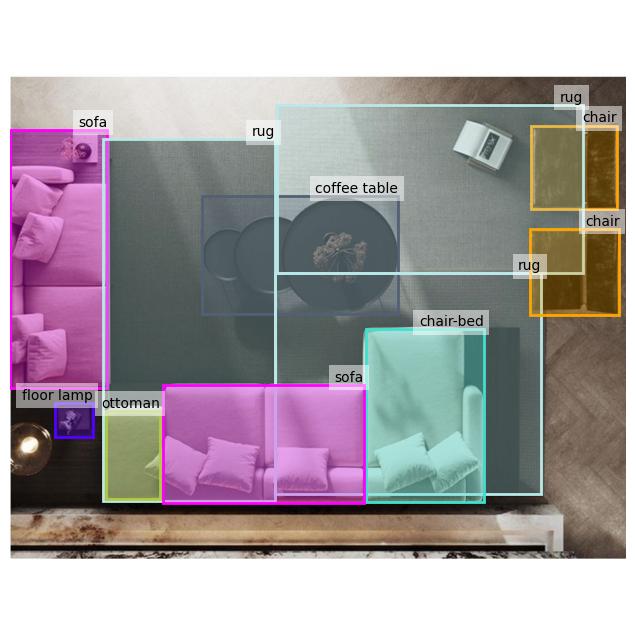 rug
chair
sofa
rug
coffee table
chair
rug
chair-bed
sofa
floor lamp
ottoman